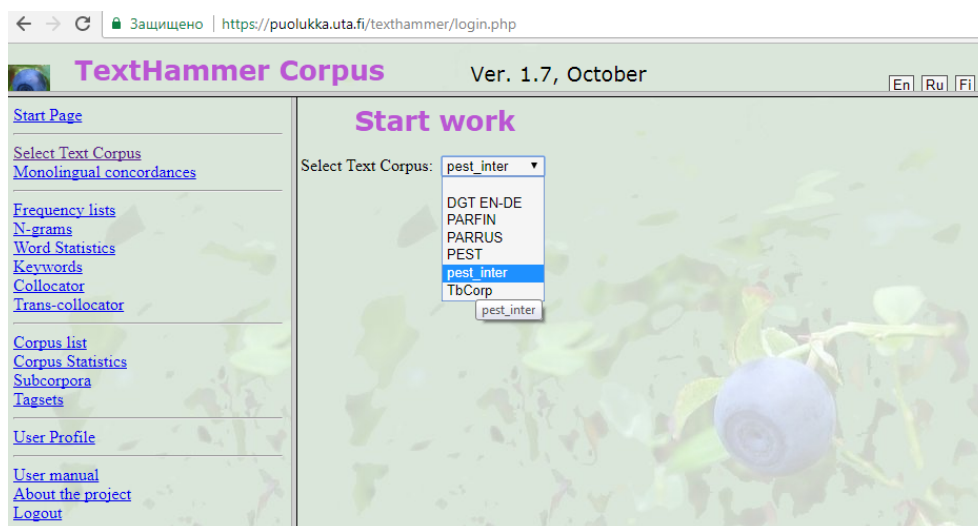 Защищено | https://puolukka.uta.fi/texthammer/login.php
TextHammer Corpus Ver. 1.7, October
En Ru Fi
Start Page
Select Text Corpus
Monolingual concordances
Frequency lists
N-grams
Word Statistics
Keywords
Collocator
Trans-collocator
Corpus list
Corpus Statistics
Subcorpora
Tagsets
User Profile
User manual
About the project
Logout
Start work
Select Text Corpus: pest_inter
DGT EN-DE
PARFIN
PARRUS
PEST
pest_inter
TbCorp
pest_inter